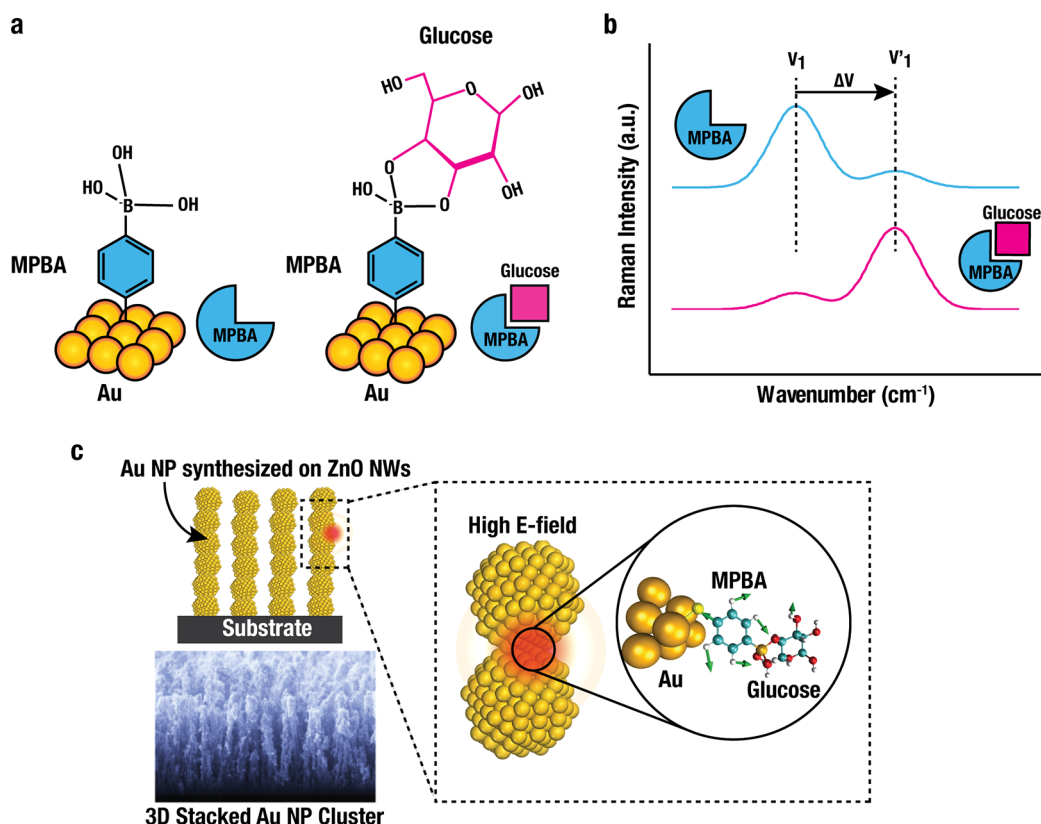 a
Glucose
HO
O
OH
OH
O
HO
-B
O
OH
HO
-B
OH
MPBA
MPBA
Glucose
MPBA
MPBA
Au
Au
b
V1
V'1
ΔV
MPBA
Glucose
MPBA
Raman Intensity (a.u.)
Wavenumber (cm-1)
c
Au NP synthesized on ZnO NWs
Substrate
3D Stacked Au NP Cluster
High E-field
MPBA
Au
Glucose